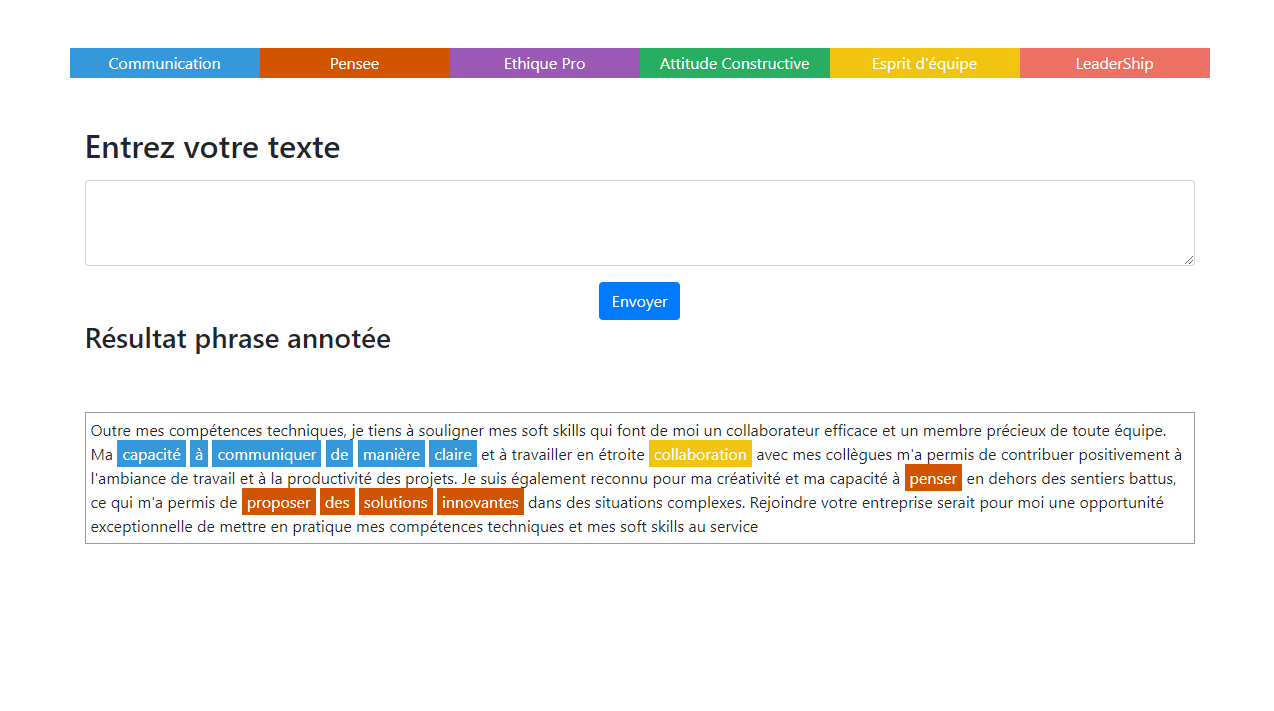 Communication Pensee Ethique Pro Attitude Constructive Esprit d'équipe LeaderShip
Entrez votre texte
Envoyer
Résultat phrase annotée
Outre mes compétences techniques, je tiens à souligner mes soft skills qui font de moi un collaborateur efficace et un membre précieux de toute équipe.
Ma capacité à communiquer de manière claire et à travailler en étroite collaboration avec mes collègues m'a permis de contribuer positivement à
l'ambiance de travail et à la productivité des projets. Je suis également reconnu pour ma créativité et ma capacité à penser en dehors des sentiers battus,
ce qui m'a permis de proposer des solutions innovantes dans des situations complexes. Rejoindre votre entreprise serait pour moi une opportunité
exceptionnelle de mettre en pratique mes compétences techniques et mes soft skills au service